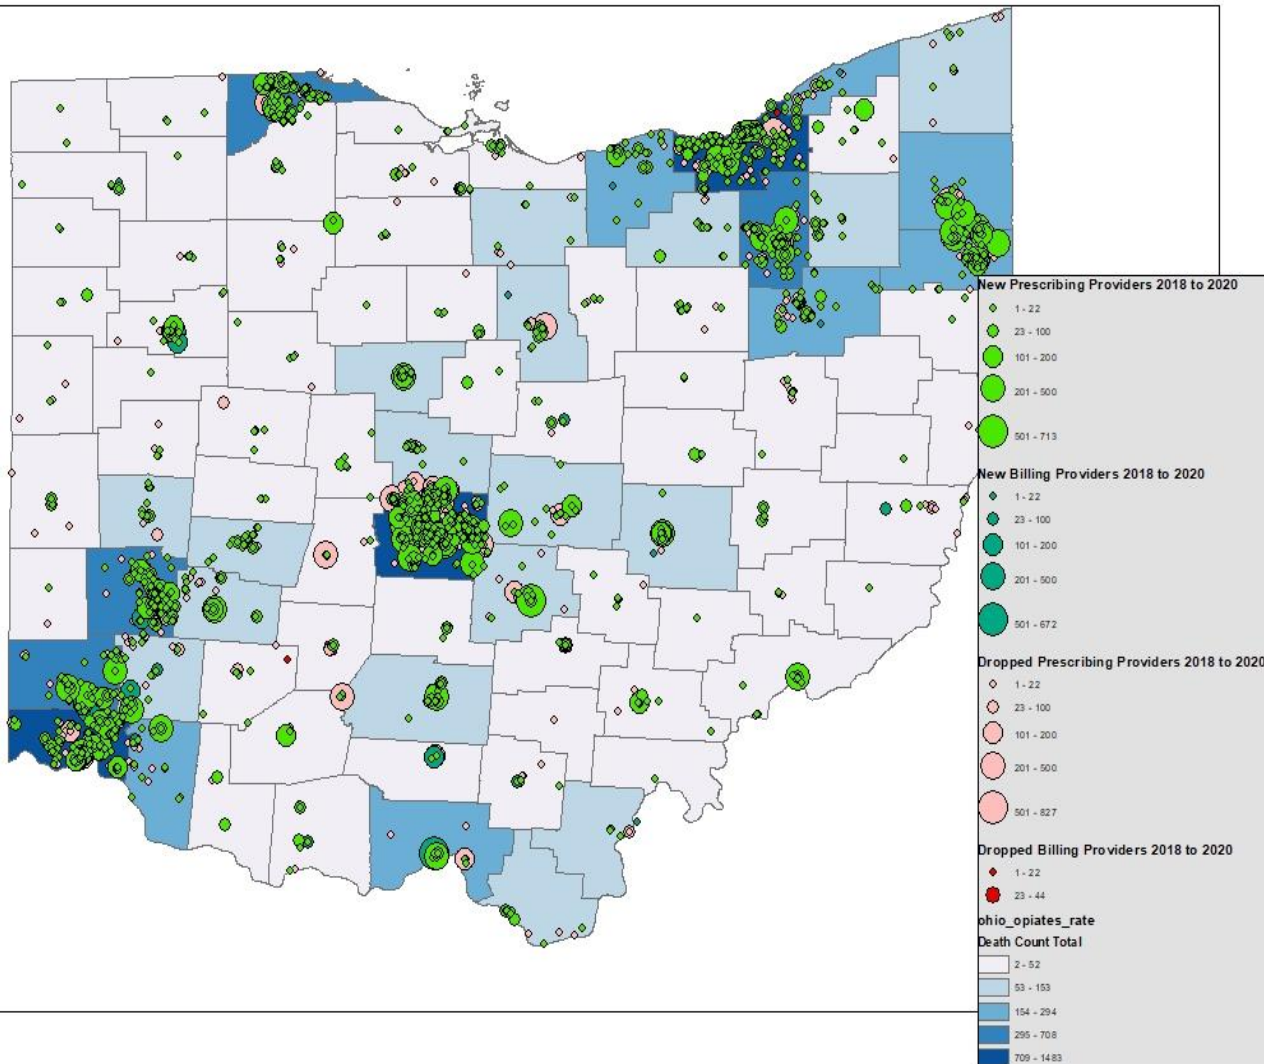 New Prescribing Providers 2018 to 2020
1 - 22
23 - 100
101 - 200
201 - 500
501 - 713
New Billing Providers 2018 to 2020
1 - 22
23 - 100
101 - 200
201 - 500
501 - 672
Dropped Prescribing Providers 2018 to 2020
1 - 22
23 - 100
101 - 200
201 - 500
501 - 827
Dropped Billing Providers 2018 to 2020
1 - 22
23 - 44
ohio_opiates_rate
Death Count Total
2 - 52
53 - 153
154 - 294
295 - 708
709 - 1483